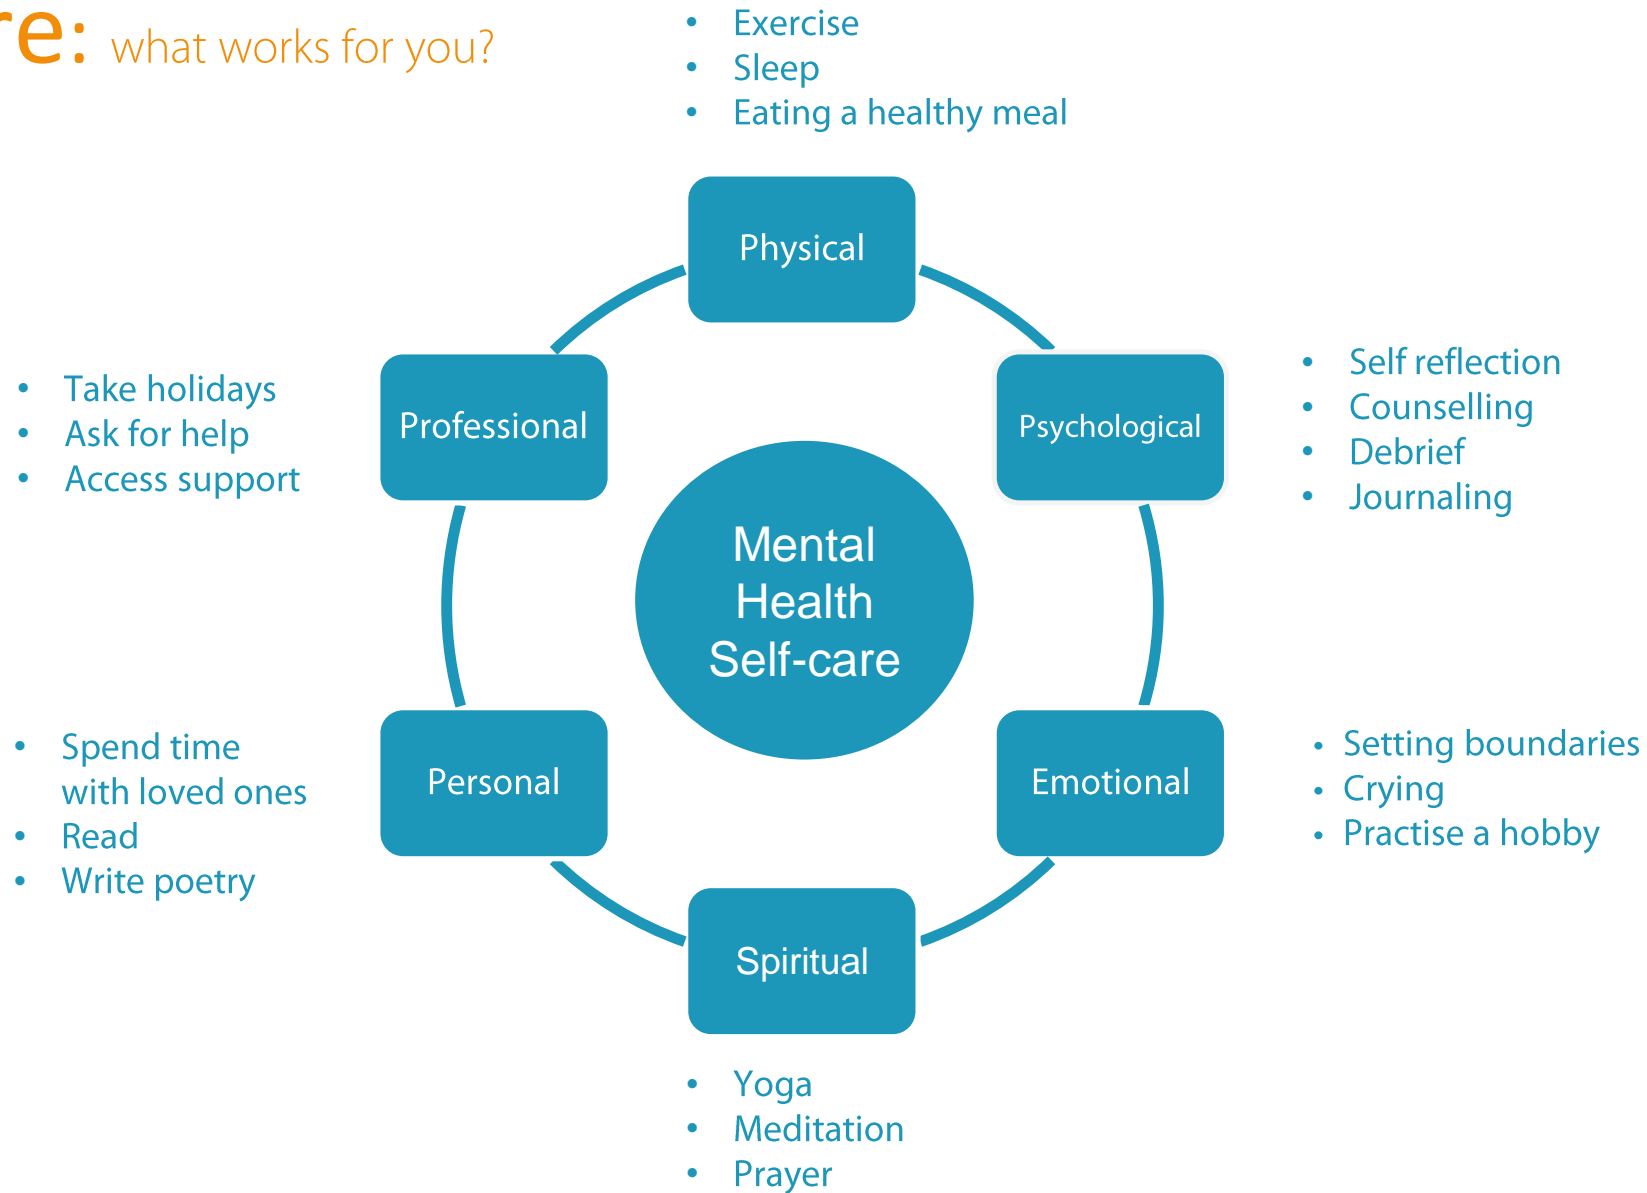 re: what works for you?
• Exercise
• Sleep
• Eating a healthy meal
Physical
Professional
• Take holidays
• Ask for help
• Access support
Psychological
• Self reflection
• Counselling
• Debrief
• Journaling
Mental
Health
Self-care
Personal
• Spend time
with loved ones
• Read
• Write poetry
Emotional
• Setting boundaries
• Crying
• Practise a hobby
Spiritual
• Yoga
• Meditation
• Prayer